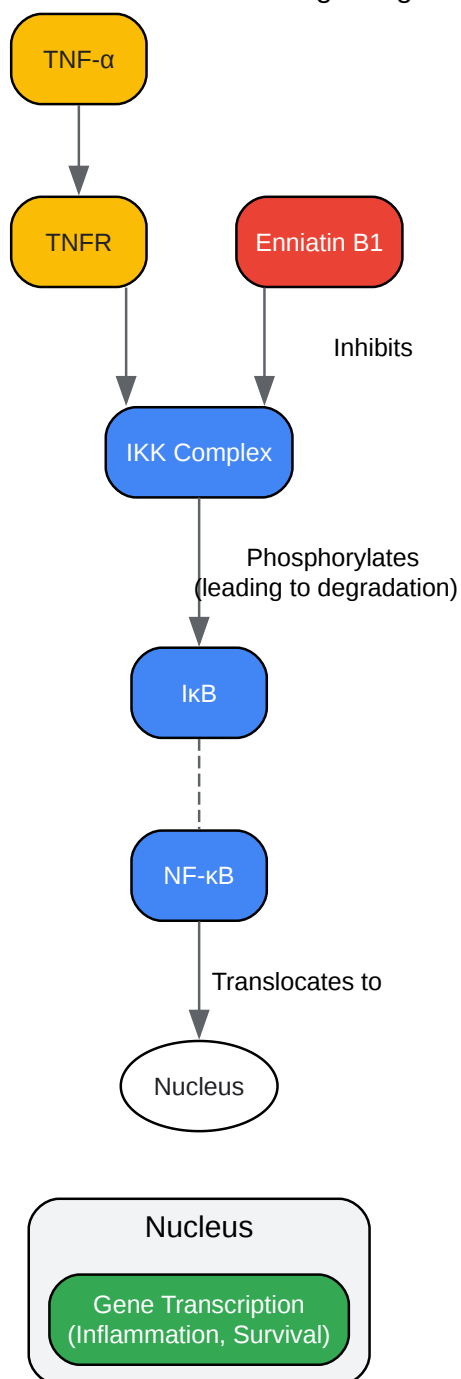 TNF-α
TNFR
Enniatin B1
Inhibits
IKK Complex
Phosphorylates
(leading to degradation)
IκB
NF-κB
Translocates to
Nucleus
Nucleus
Gene Transcription
(Inflammation, Survival)